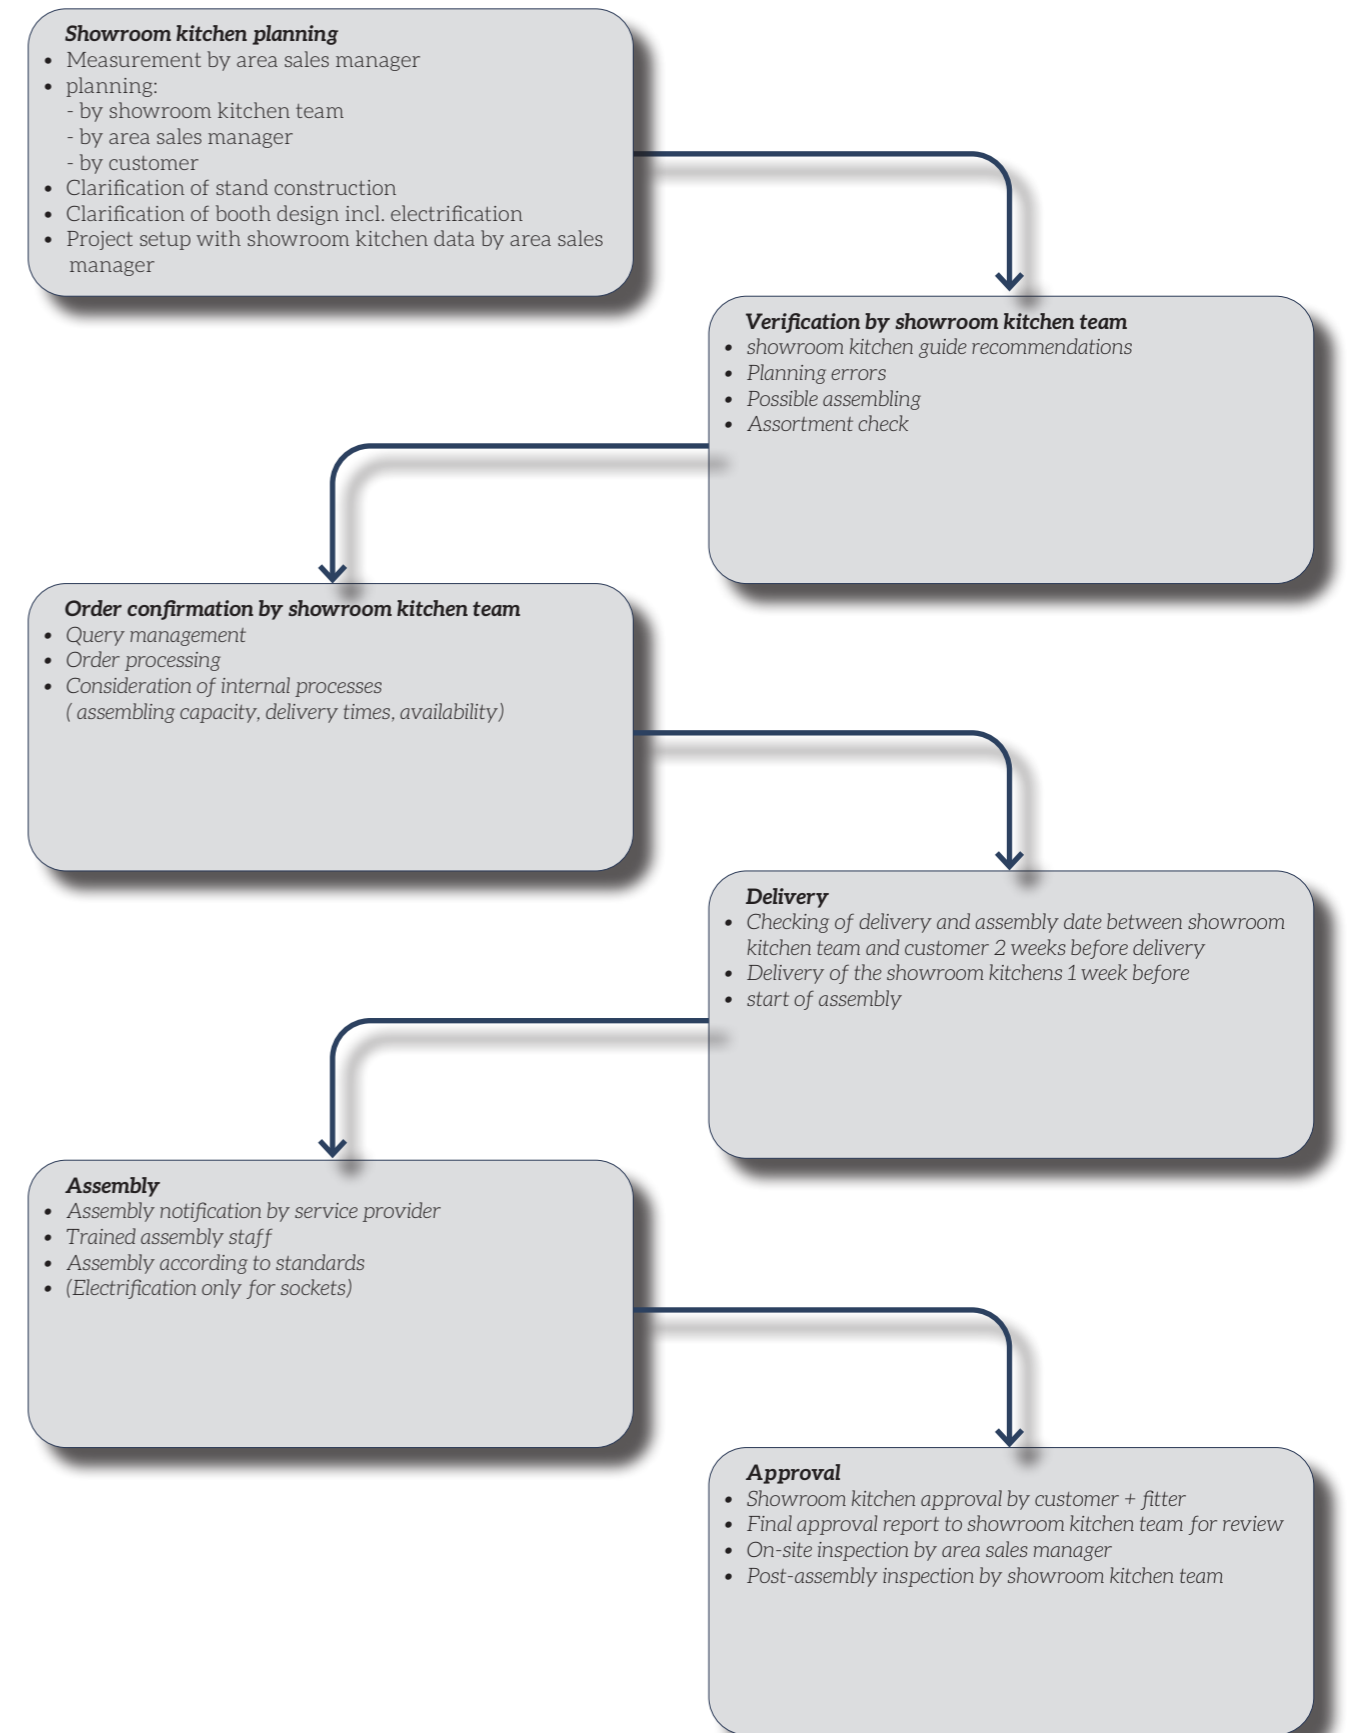 Showroom kitchen planning
• Measurement by area sales manager
• planning:
- by showroom kitchen team
- by area sales manager
- by customer
• Clarification of stand construction
• Clarification of booth design incl. electrification
• Project setup with showroom kitchen data by area sales
manager
Verification by showroom kitchen team
• showroom kitchen guide recommendations
• Planning errors
• Possible assembling
• Assortment check
Order confirmation by showroom kitchen team
• Query management
• Order processing
• Consideration of internal processes
( assembling capacity, delivery times, availability)
Delivery
• Checking of delivery and assembly date between showroom
kitchen team and customer 2 weeks before delivery
• Delivery of the showroom kitchens 1 week before
• start of assembly
Assembly
• Assembly notification by service provider
• Trained assembly staff
• Assembly according to standards
• (Electrification only for sockets)
Approval
• Showroom kitchen approval by customer + fitter
• Final approval report to showroom kitchen team for review
• On-site inspection by area sales manager
• Post-assembly inspection by showroom kitchen team